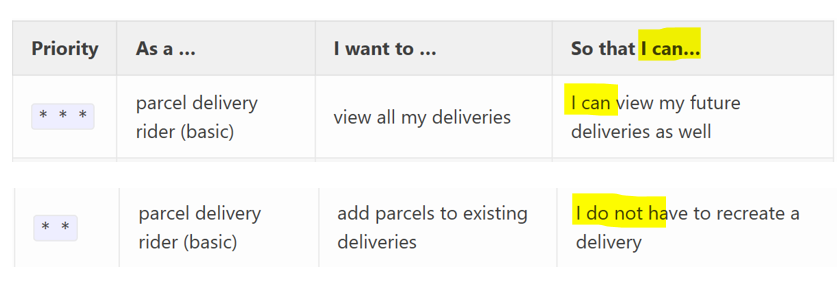 Priority As a ... I want to ... So that I can...
* * * parcel delivery rider (basic) view all my deliveries I can view my future deliveries as well
* * parcel delivery rider (basic) add parcels to existing deliveries I do not have to recreate a delivery